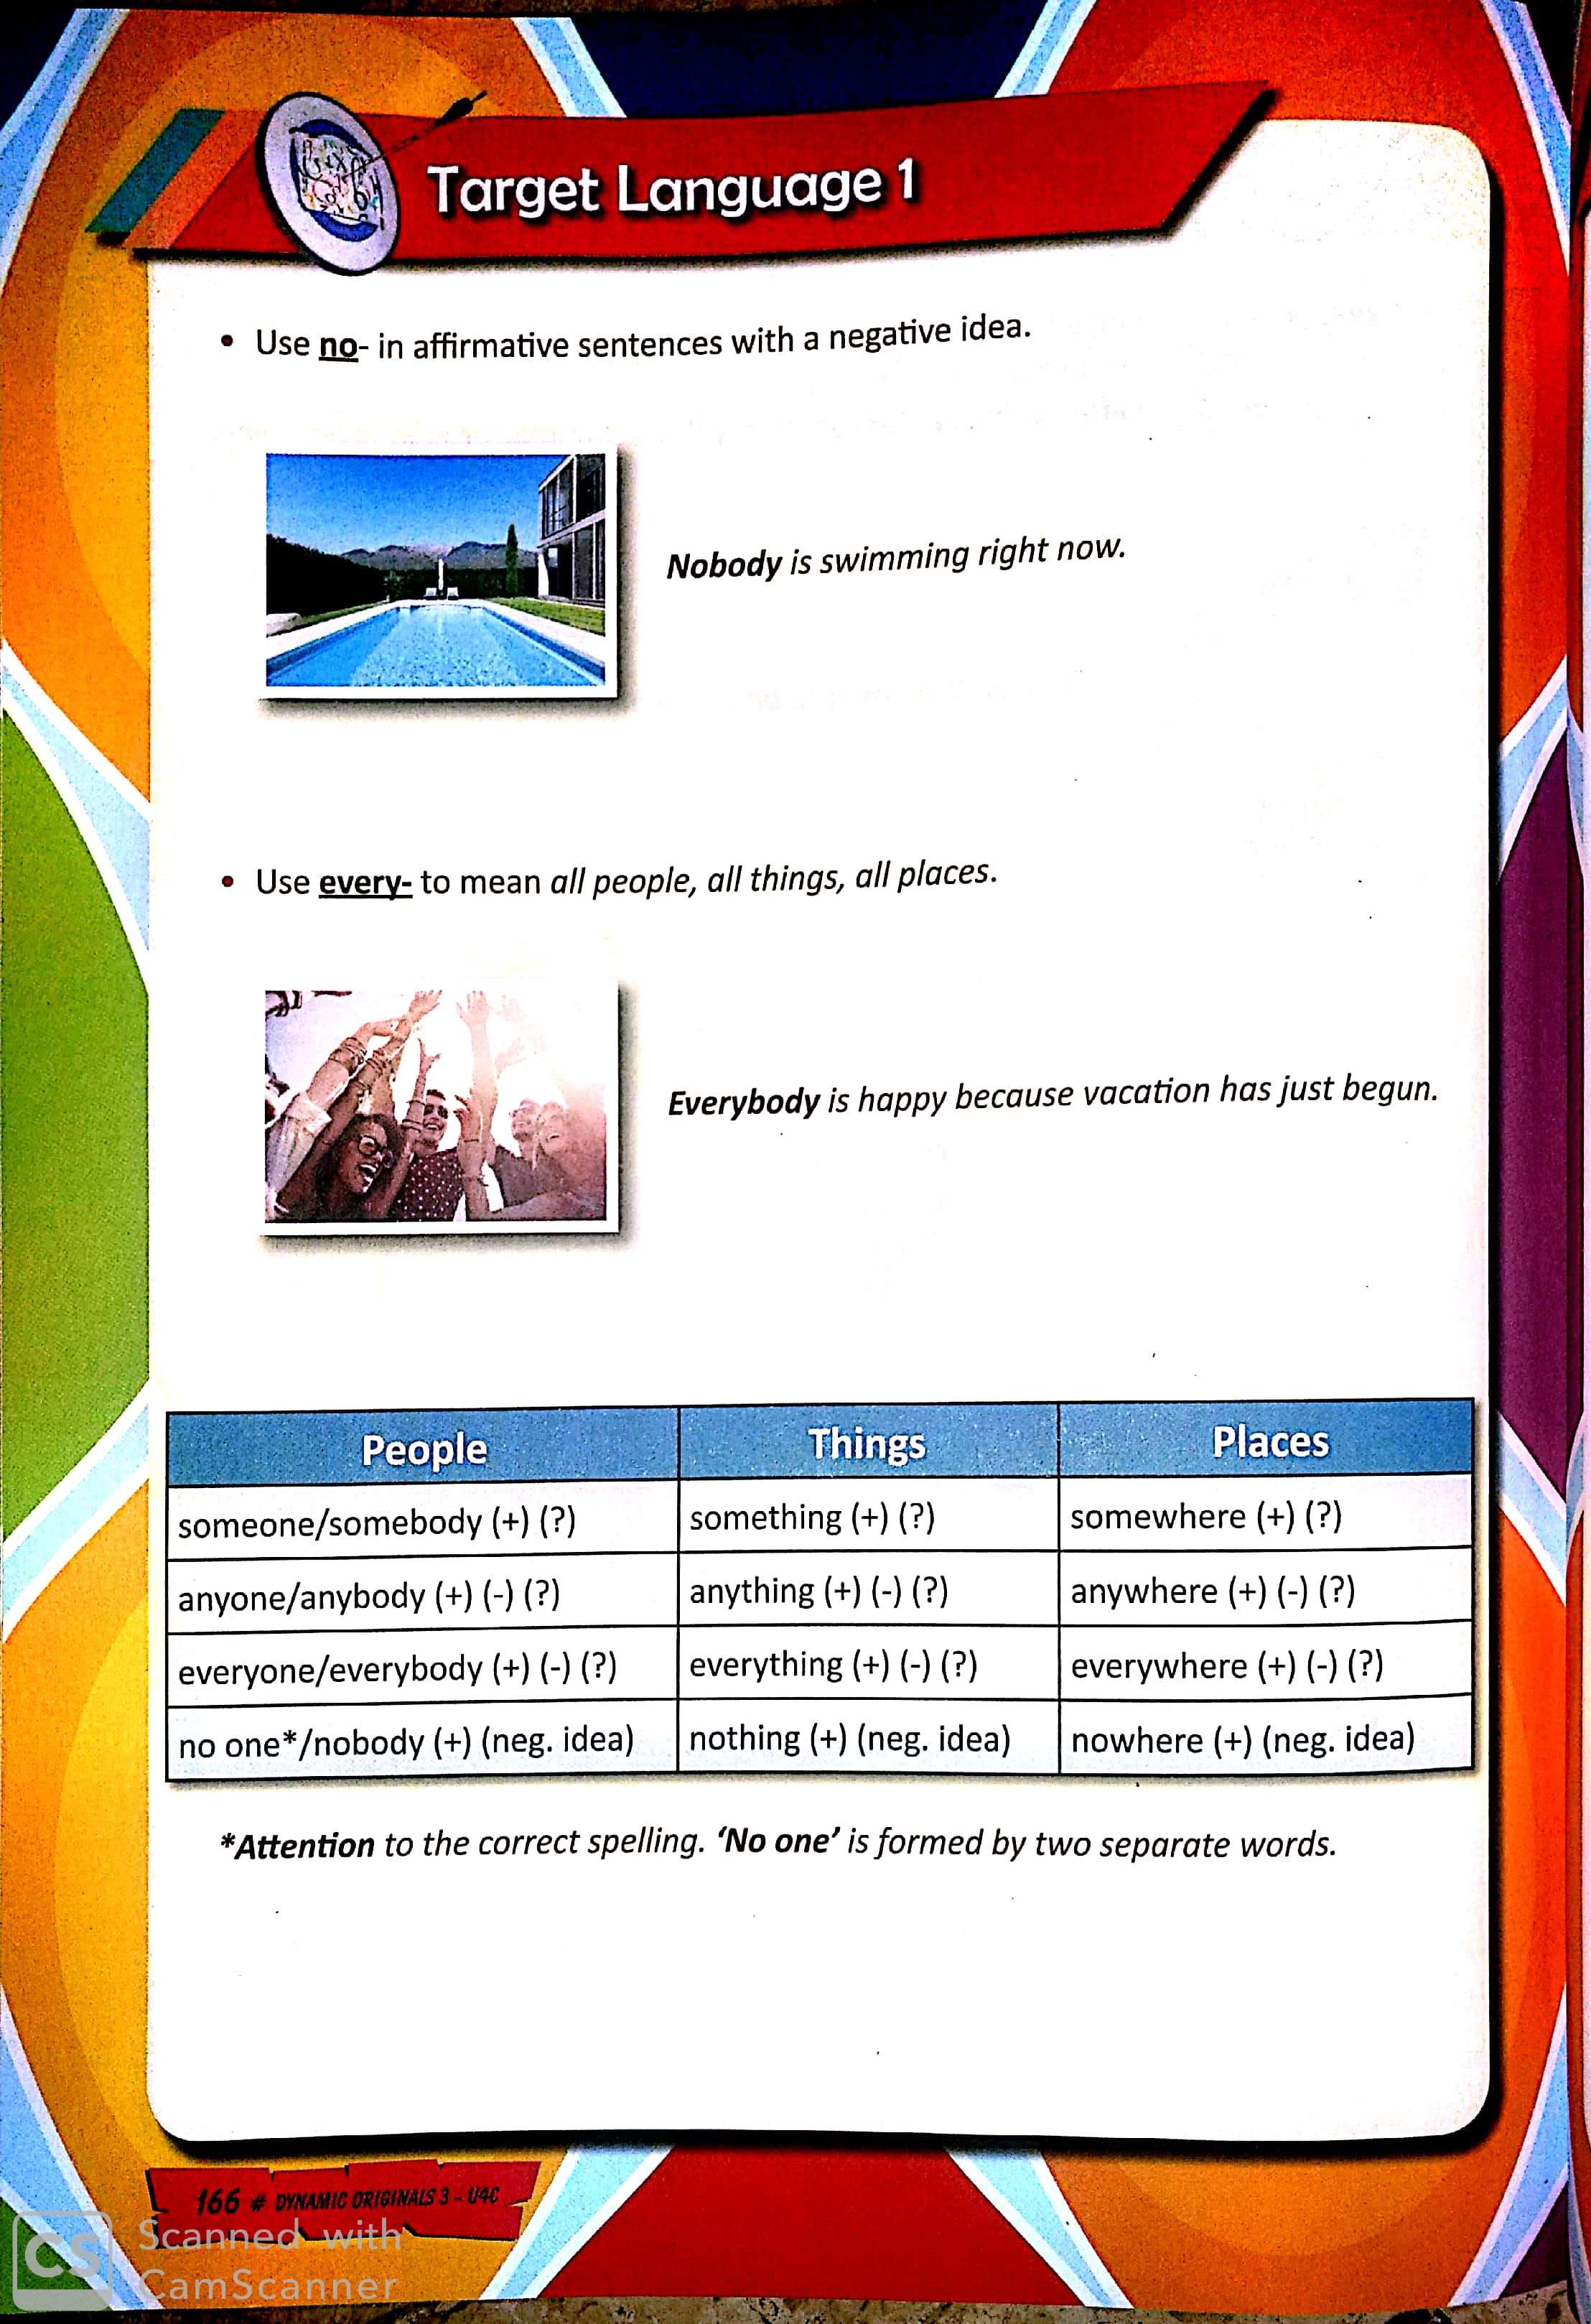 Target Language 1
• Use no- in affirmative sentences with a negative idea.
Nobody is swimming right now.
• Use every- to mean all people, all things, all places.
Everybody is happy because vacation has just begun.
People Things Places
someone/somebody (+) (?) something (+) (?) somewhere (+) (?)
anyone/anybody (+) (-) (?) anything (+) (-) (?) anywhere (+) (-) (?)
everyone/everybody (+) (-) (?) everything (+) (-) (?) everywhere (+) (-) (?)
no one*/nobody (+) (neg. idea) nothing (+) (neg. idea) nowhere (+) (neg. idea)
*Attention to the correct spelling. ‘No one’ is formed by two separate words.
166 # DYNAMIC ORIGINALS 3 - U4C
CS Scanned with
CamScanner